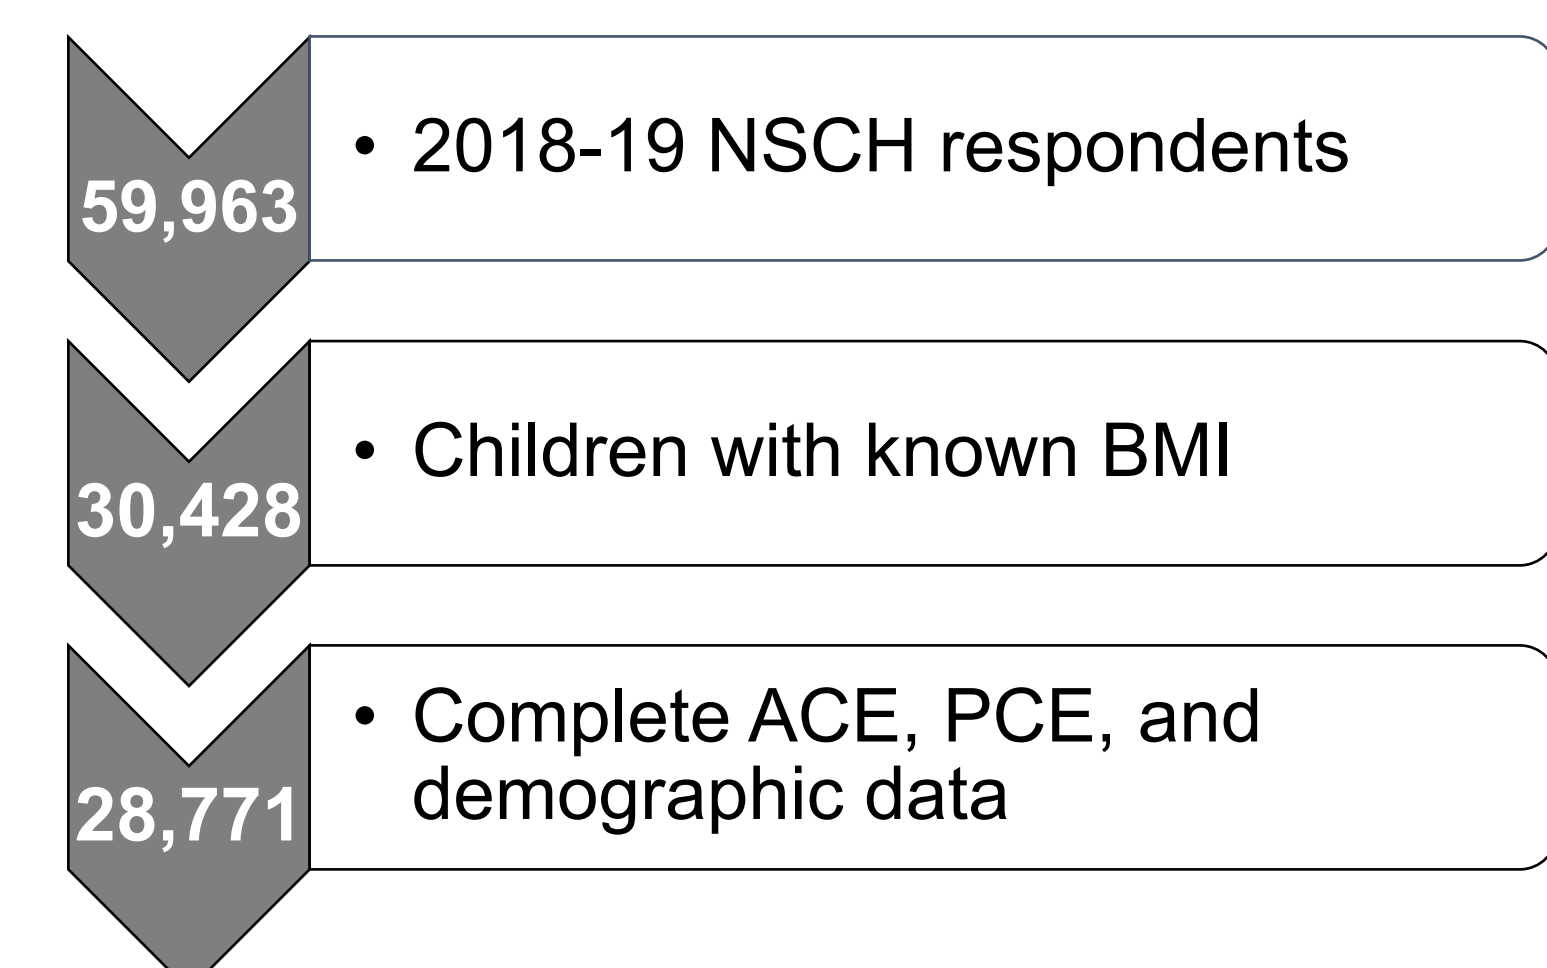 59,963
• 2018-19 NSCH respondents
30,428
• Children with known BMI
28,771
• Complete ACE, PCE, and
demographic data